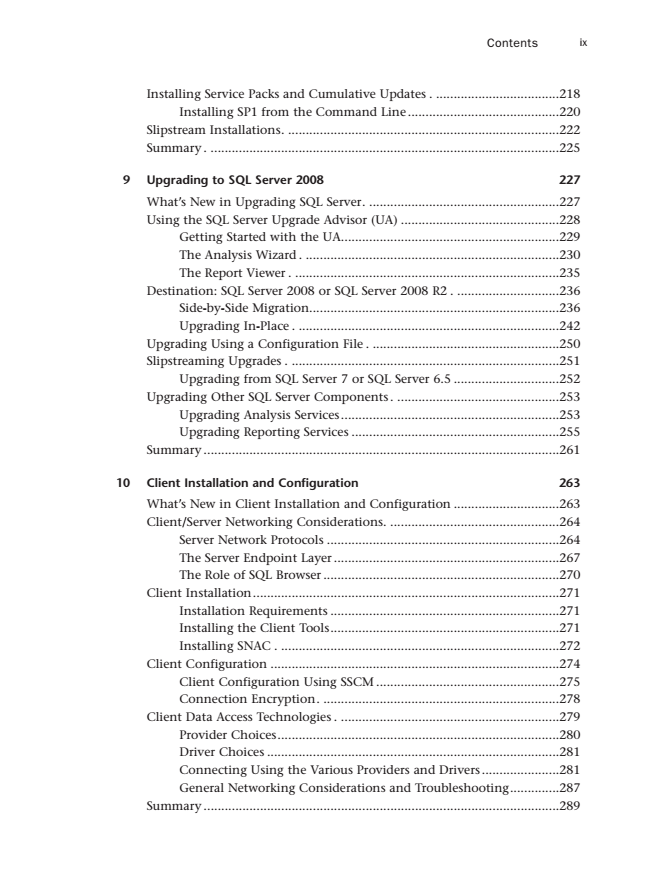 Contents ix
Installing Service Packs and Cumulative Updates . ..................................218
Installing SP1 from the Command Line..........................................220
Slipstream Installations. ...........................................................................222
Summary. .................................................................................................225
9 Upgrading to SQL Server 2008 227
What's New in Upgrading SQL Server. .....................................................227
Using the SQL Server Upgrade Advisor (UA) ............................................228
Getting Started with the UA............................................................229
The Analysis Wizard . .......................................................................230
The Report Viewer . ..........................................................................235
Destination: SQL Server 2008 or SQL Server 2008 R2 . .............................236
Side-by-Side Migration.....................................................................236
Upgrading In-Place . .........................................................................242
Upgrading Using a Configuration File . ....................................................250
Slipstreaming Upgrades . ...........................................................................251
Upgrading from SQL Server 7 or SQL Server 6.5 .............................252
Upgrading Other SQL Server Components . ..............................................253
Upgrading Analysis Services.............................................................253
Upgrading Reporting Services ..........................................................255
Summary...................................................................................................261
10 Client Installation and Configuration 263
What's New in Client Installation and Configuration .............................263
Client/Server Networking Considerations. ................................................264
Server Network Protocols .................................................................264
The Server Endpoint Layer...............................................................267
The Role of SQL Browser..................................................................270
Client Installation.....................................................................................271
Installation Requirements ................................................................271
Installing the Client Tools................................................................271
Installing SNAC . ..............................................................................272
Client Configuration .................................................................................274
Client Configuration Using SSCM...................................................275
Connection Encryption. ...................................................................278
Client Data Access Technologies . .............................................................279
Provider Choices...............................................................................280
Driver Choices ..................................................................................281
Connecting Using the Various Providers and Drivers.....................281
General Networking Considerations and Troubleshooting.............287
Summary...................................................................................................289